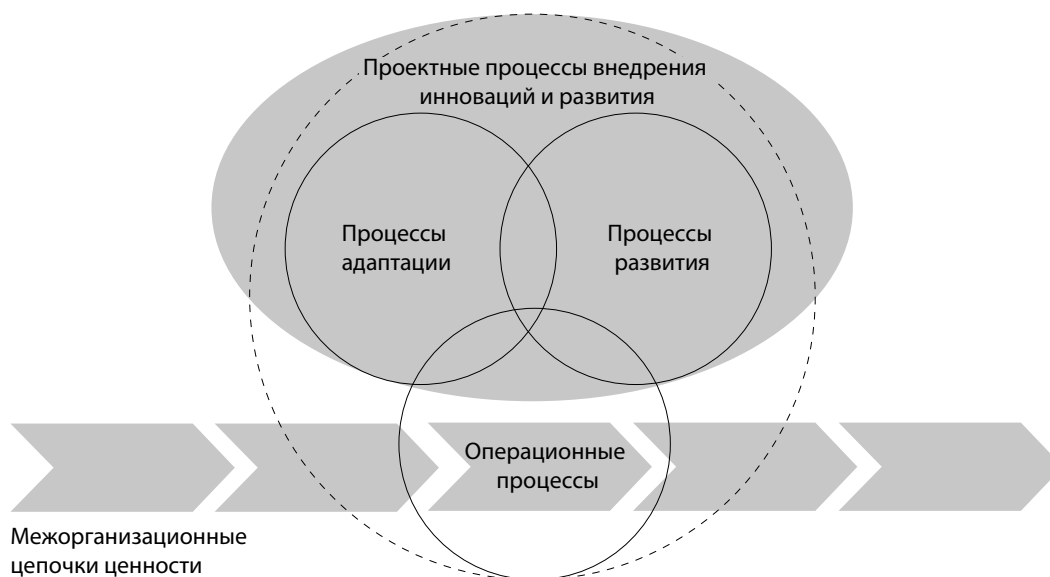 Проектные процессы внедрения
инноваций и развития
Процессы
адаптации
Процессы
развития
Операционные
процессы
Межорганизационные
цепочки ценности